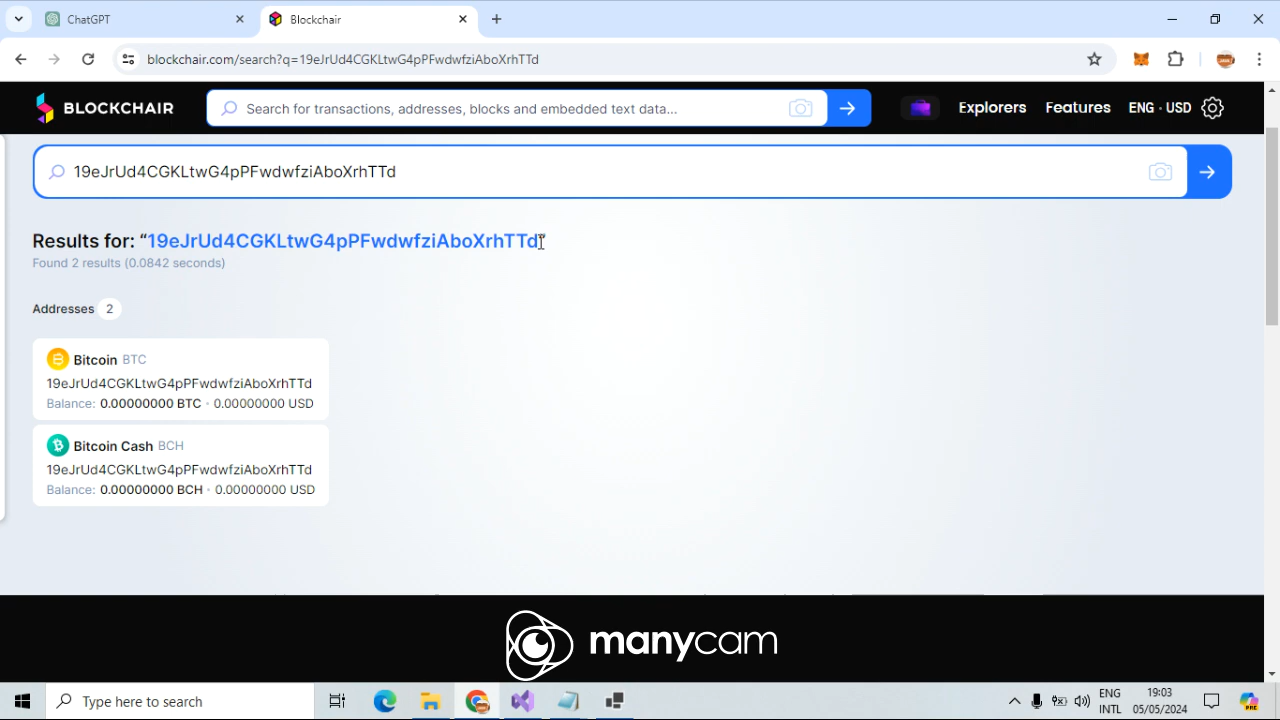 ChatGPT
Blockchair
blockchair.com/search?q=19eJrUd4CGKLtwG4pPFwdwfziAboXrhTTd
BLOCKCHAIR
Search for transactions, addresses, blocks and embedded text data...
Explorers
Features
ENG · USD
19eJrUd4CGKLtwG4pPFwdwfziAboXrhTTd
Results for: “19eJrUd4CGKLtwG4pPFwdwfziAboXrhTTd”
Found 2 results (0.0842 seconds)
Addresses 2
Bitcoin BTC
19eJrUd4CGKLtwG4pPFwdwfziAboXrhTTd
Balance: 0.00000000 BTC · 0.00000000 USD
Bitcoin Cash BCH
19eJrUd4CGKLtwG4pPFwdwfziAboXrhTTd
Balance: 0.00000000 BCH · 0.00000000 USD
manycam
Type here to search
ENG
INTL
19:03
05/05/2024
PRE